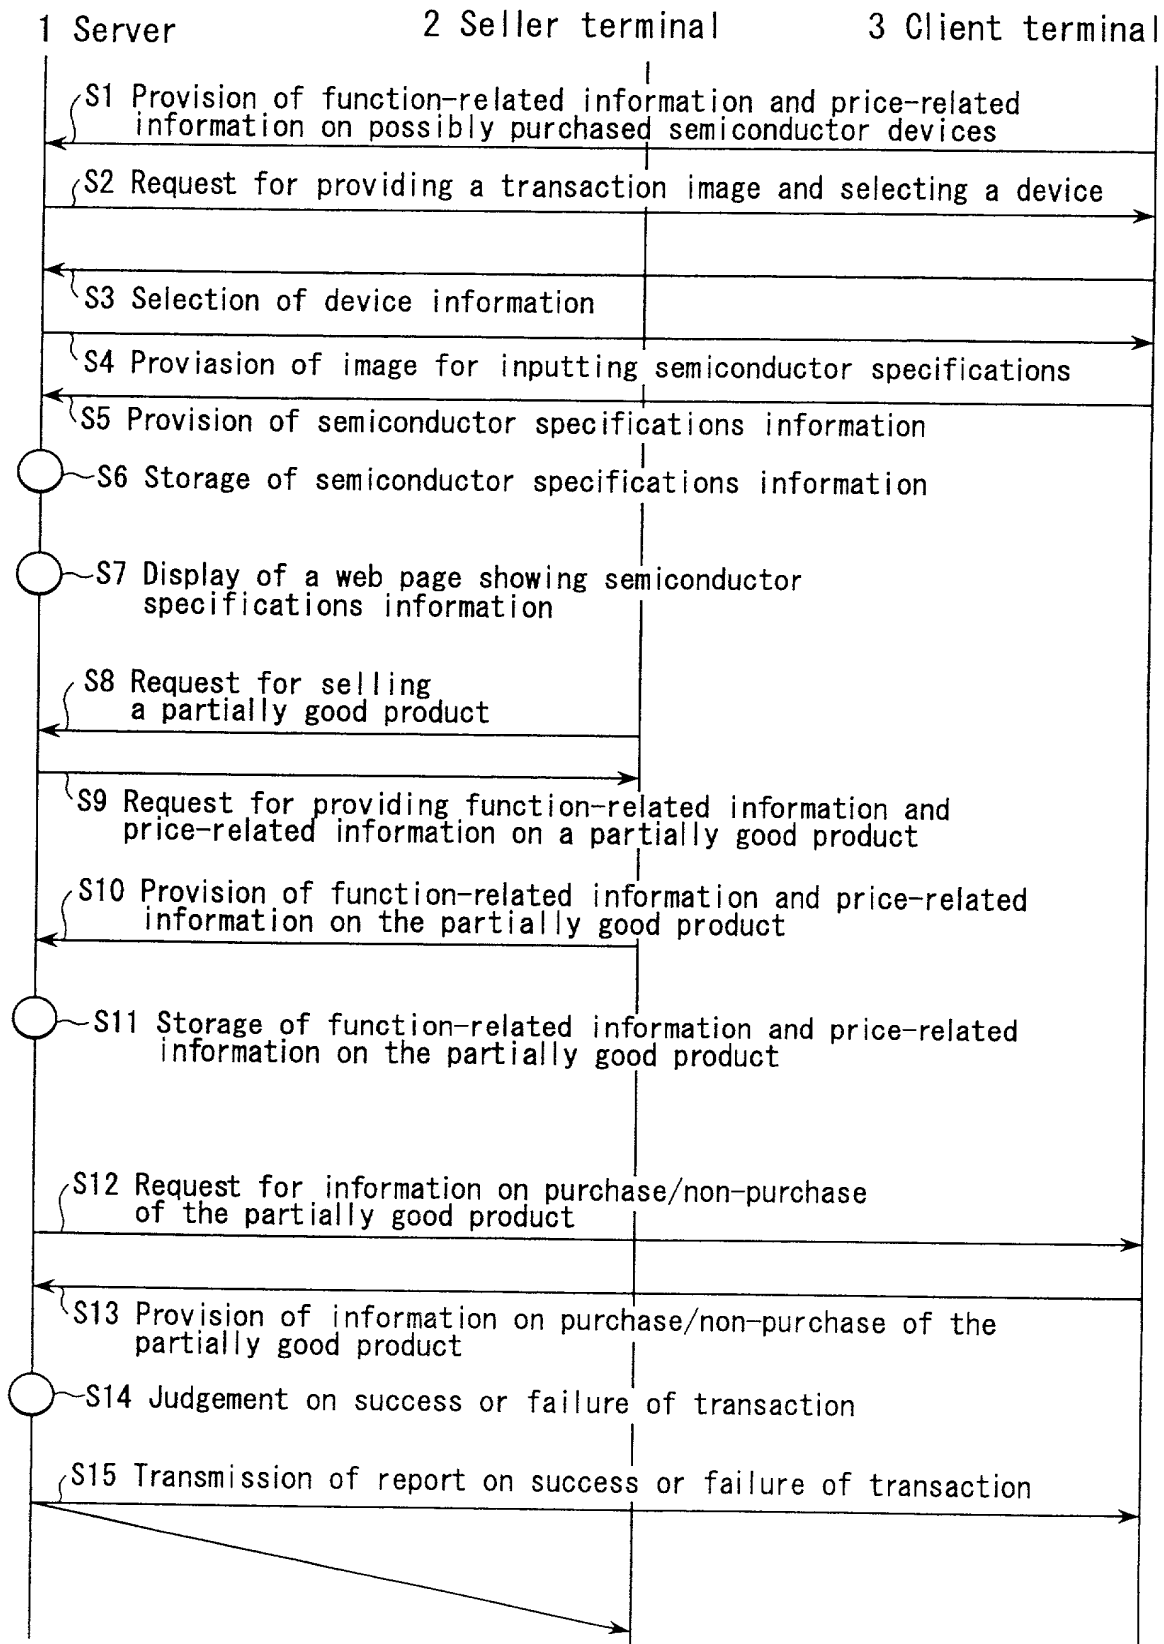 1 Server
2 Seller terminal
3 Client terminal
S1 Provision of function-related information and price-related
information on possibly purchased semiconductor devices
S2 Request for providing a transaction image and selecting a device
S3 Selection of device information
S4 Proviasion of image for inputting semiconductor specifications
S5 Provision of semiconductor specifications information
S6 Storage of semiconductor specifications information
S7 Display of a web page showing semiconductor
specifications information
S8 Request for selling
a partially good product
S9 Request for providing function-related information and
price-related information on a partially good product
S10 Provision of function-related information and price-related
information on the partially good product
S11 Storage of function-related information and price-related
information on the partially good product
S12 Request for information on purchase/non-purchase
of the partially good product
S13 Provision of information on purchase/non-purchase of the
partially good product
S14 Judgement on success or failure of transaction
S15 Transmission of report on success or failure of transaction